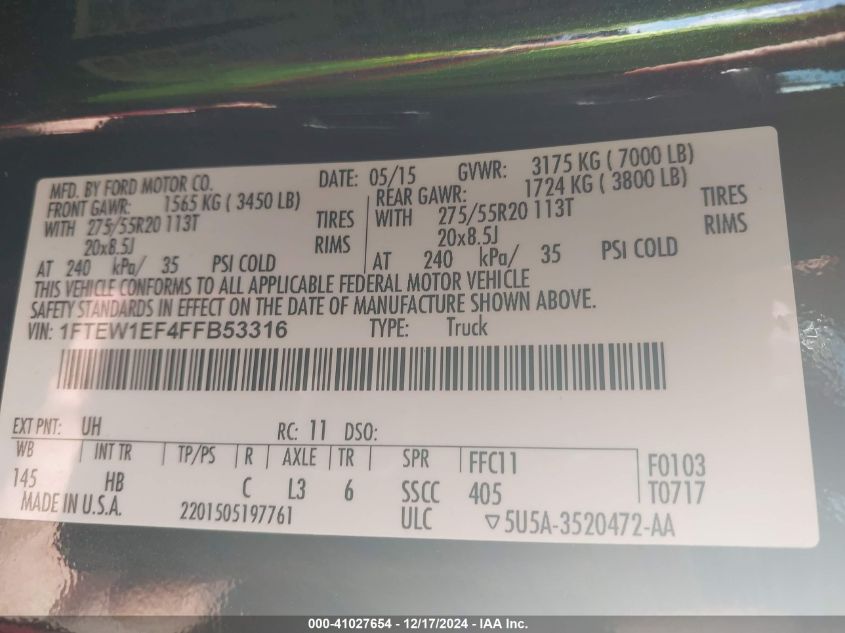 MFD. BY FORD MOTOR CO. DATE: 05/15 GVWR: 3175 KG ( 7000 LB)
FRONT GAWR: 1565 KG ( 3450 LB) REAR GAWR: 1724 KG ( 3800 LB)
WITH 275/55R20 113T TIRES WITH 275/55R20 113T TIRES
20x8.5J RIMS 20x8.5J RIMS
AT 240 kPa/ 35 PSI COLD AT 240 kPa/ 35 PSI COLD
THIS VEHICLE CONFORMS TO ALL APPLICABLE FEDERAL MOTOR VEHICLE
SAFETY STANDARDS IN EFFECT ON THE DATE OF MANUFACTURE SHOWN ABOVE.
VIN: 1FTEW1EF4FFB53316 TYPE: Truck
EXT PNT: UH RC: 11 DSO:
WB INT TR TP/PS R AXLE TR SPR FFC11 F0103
145 HB C L3 6 SSCC 405 T0717
MADE IN U.S.A. 2201505197761 ULC ▽5U5A-3520472-AA
000-41027654 - 12/17/2024 - IAA Inc.